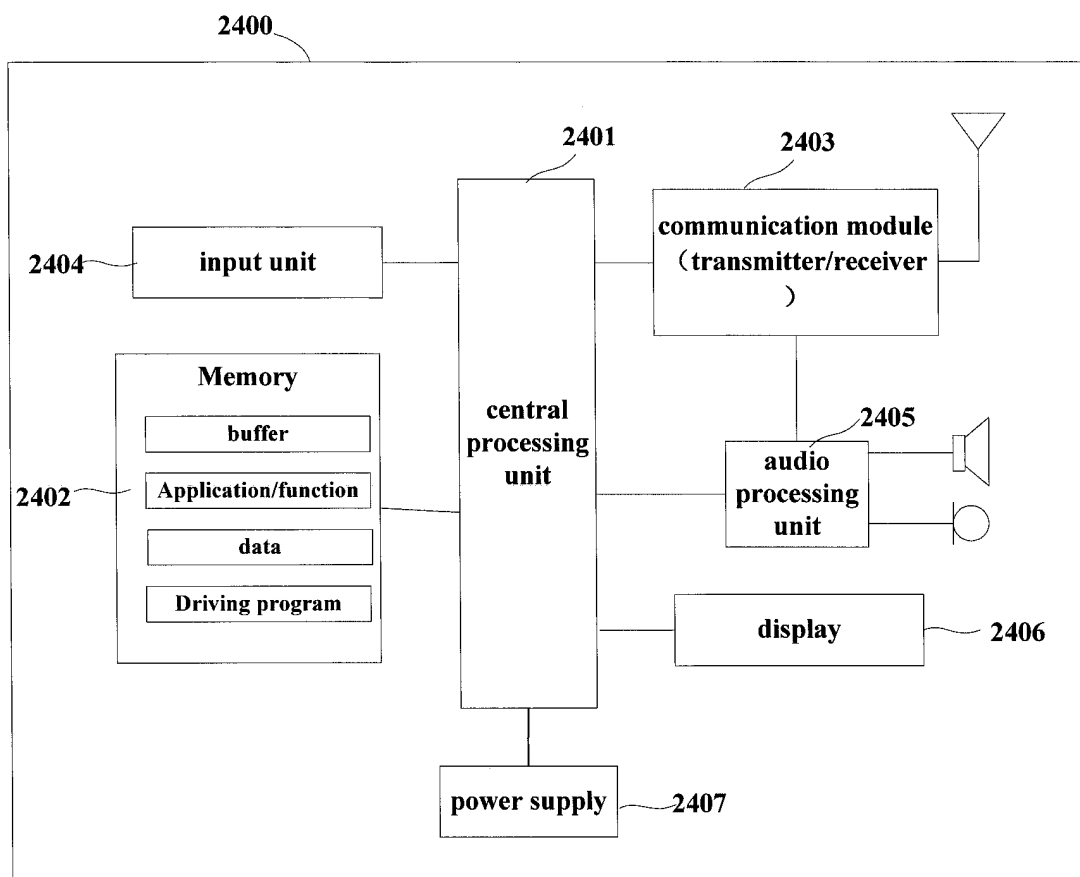 2400
2401
2403
communication module
（transmitter/receiver
）
2404
input unit
Memory
buffer
2402
Application/function
data
Driving program
central
processing
unit
2405
audio
processing
unit
display
2406
power supply
2407